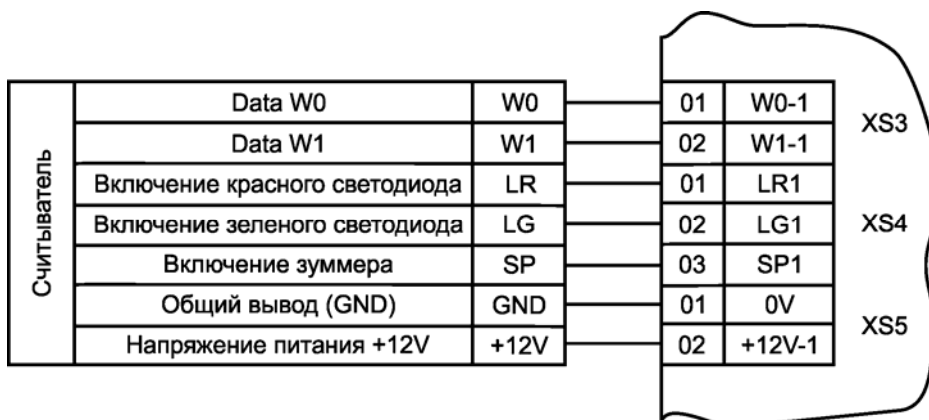 Считыватель
Data W0 W0 01 W0-1
XS3
Data W1 W1 02 W1-1
Включение красного светодиода LR 01 LR1
Включение зеленого светодиода LG 02 LG1 XS4
Включение зуммера SP 03 SP1
Общий вывод (GND) GND 01 0V
XS5
Напряжение питания +12V +12V 02 +12V-1